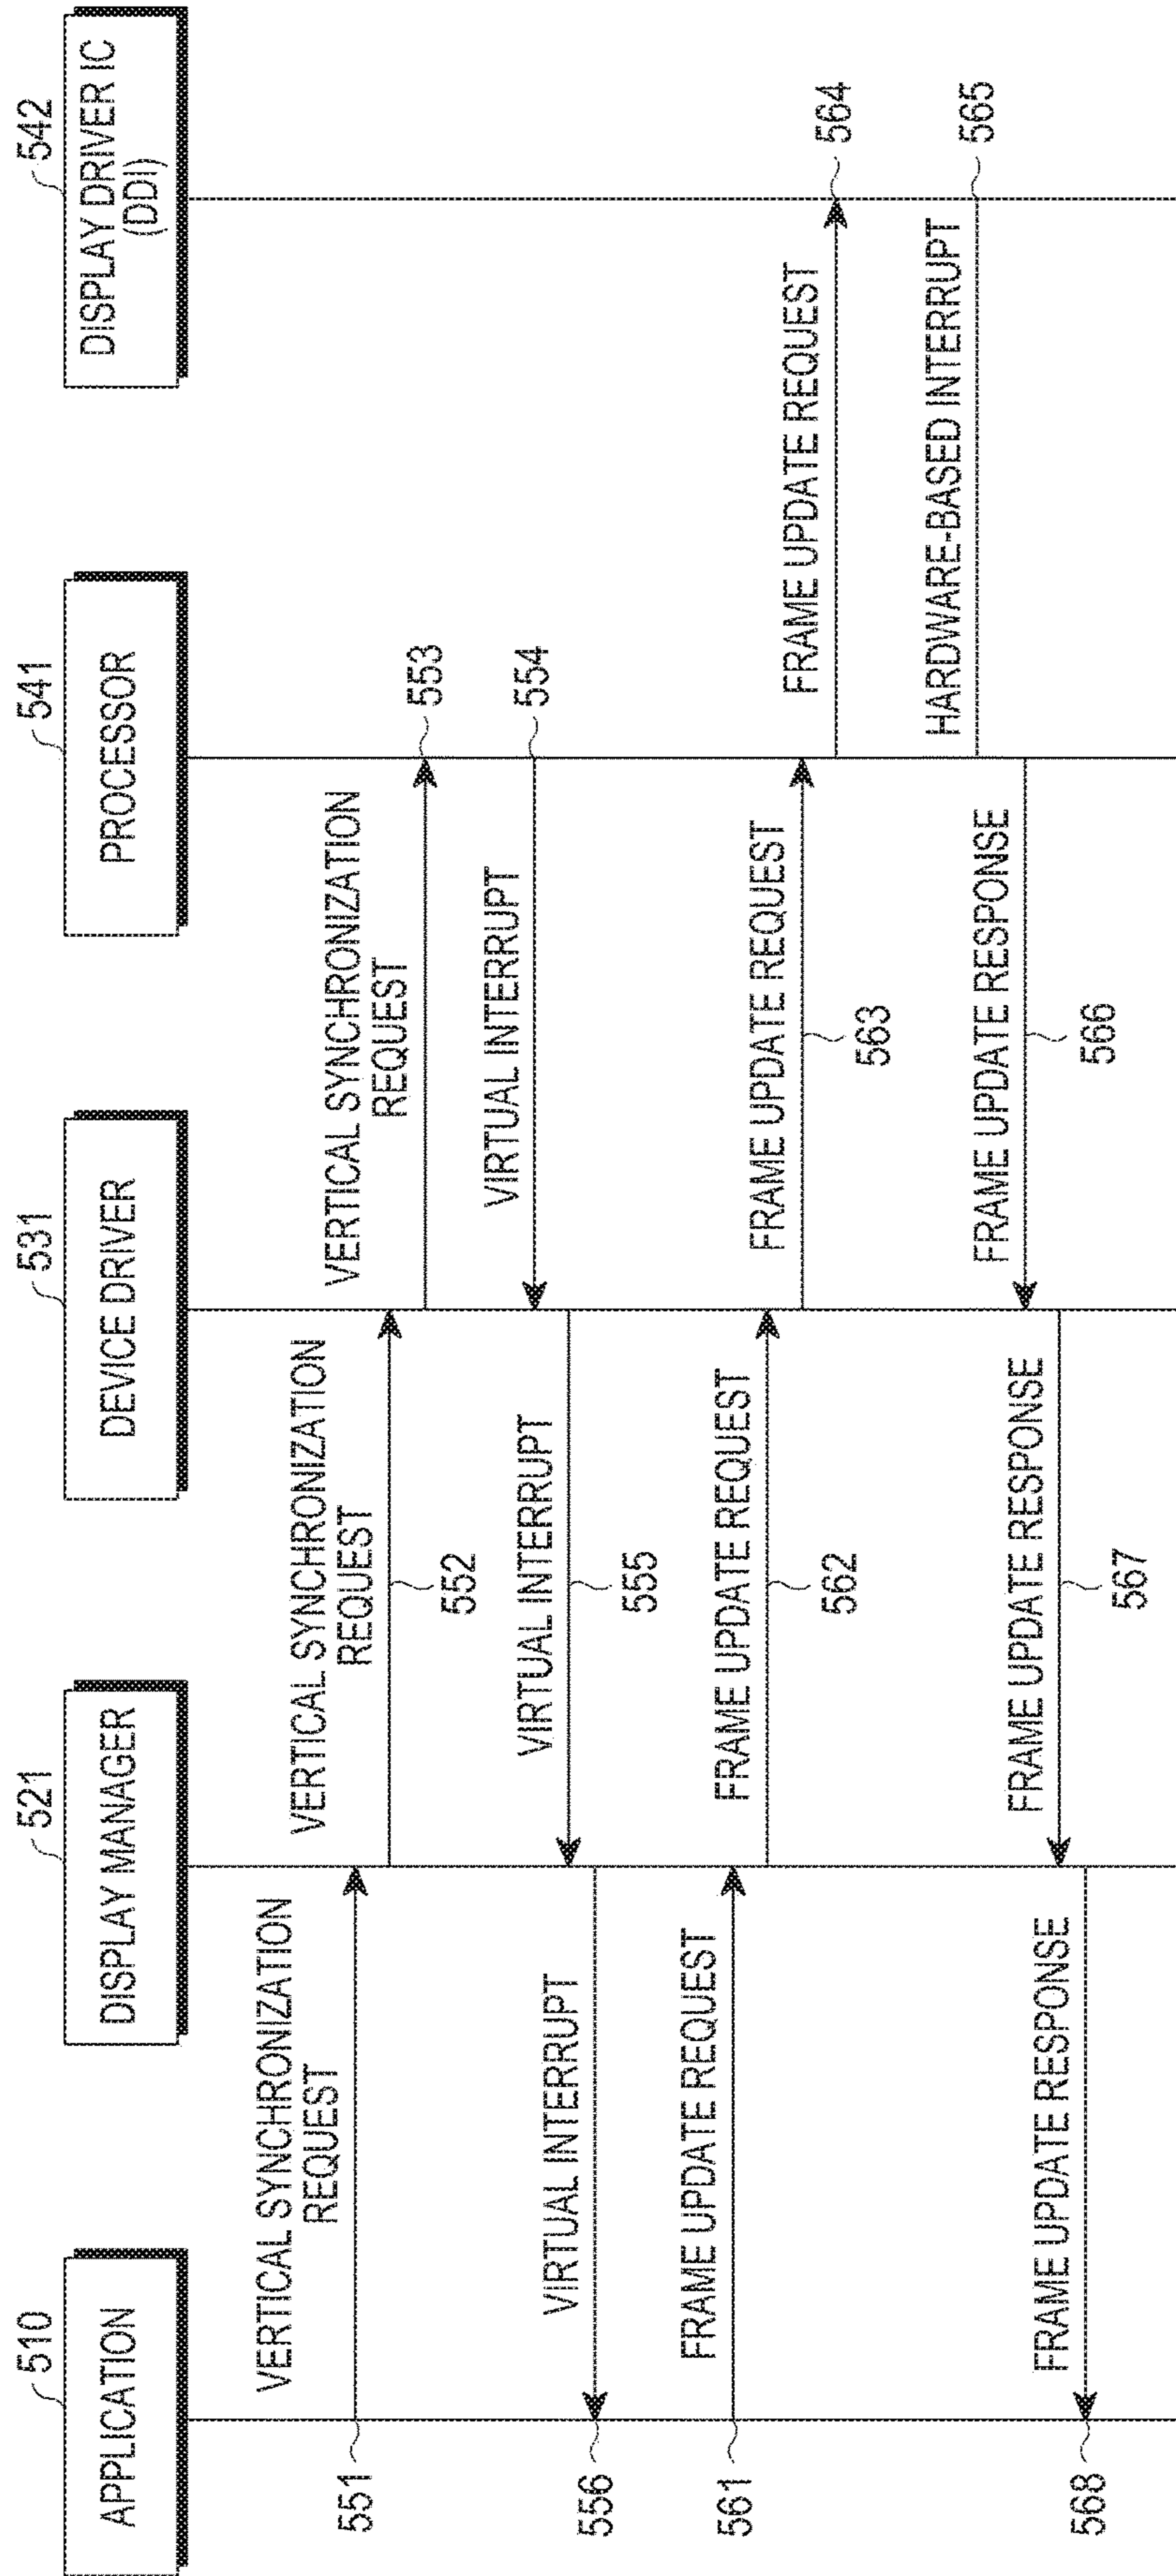 510
APPLICATION
521
DISPLAY MANAGER
531
DEVICE DRIVER
541
PROCESSOR
542
DISPLAY DRIVER IC
(DDI)
VERTICAL SYNCHRONIZATION
REQUEST
551
VERTICAL SYNCHRONIZATION
REQUEST
552
VERTICAL SYNCHRONIZATION
REQUEST
553
VIRTUAL INTERRUPT
554
VIRTUAL INTERRUPT
555
VIRTUAL INTERRUPT
556
FRAME UPDATE REQUEST
561
FRAME UPDATE REQUEST
562
FRAME UPDATE REQUEST
563
FRAME UPDATE REQUEST
564
HARDWARE-BASED INTERRUPT
565
FRAME UPDATE RESPONSE
566
FRAME UPDATE RESPONSE
567
FRAME UPDATE RESPONSE
568